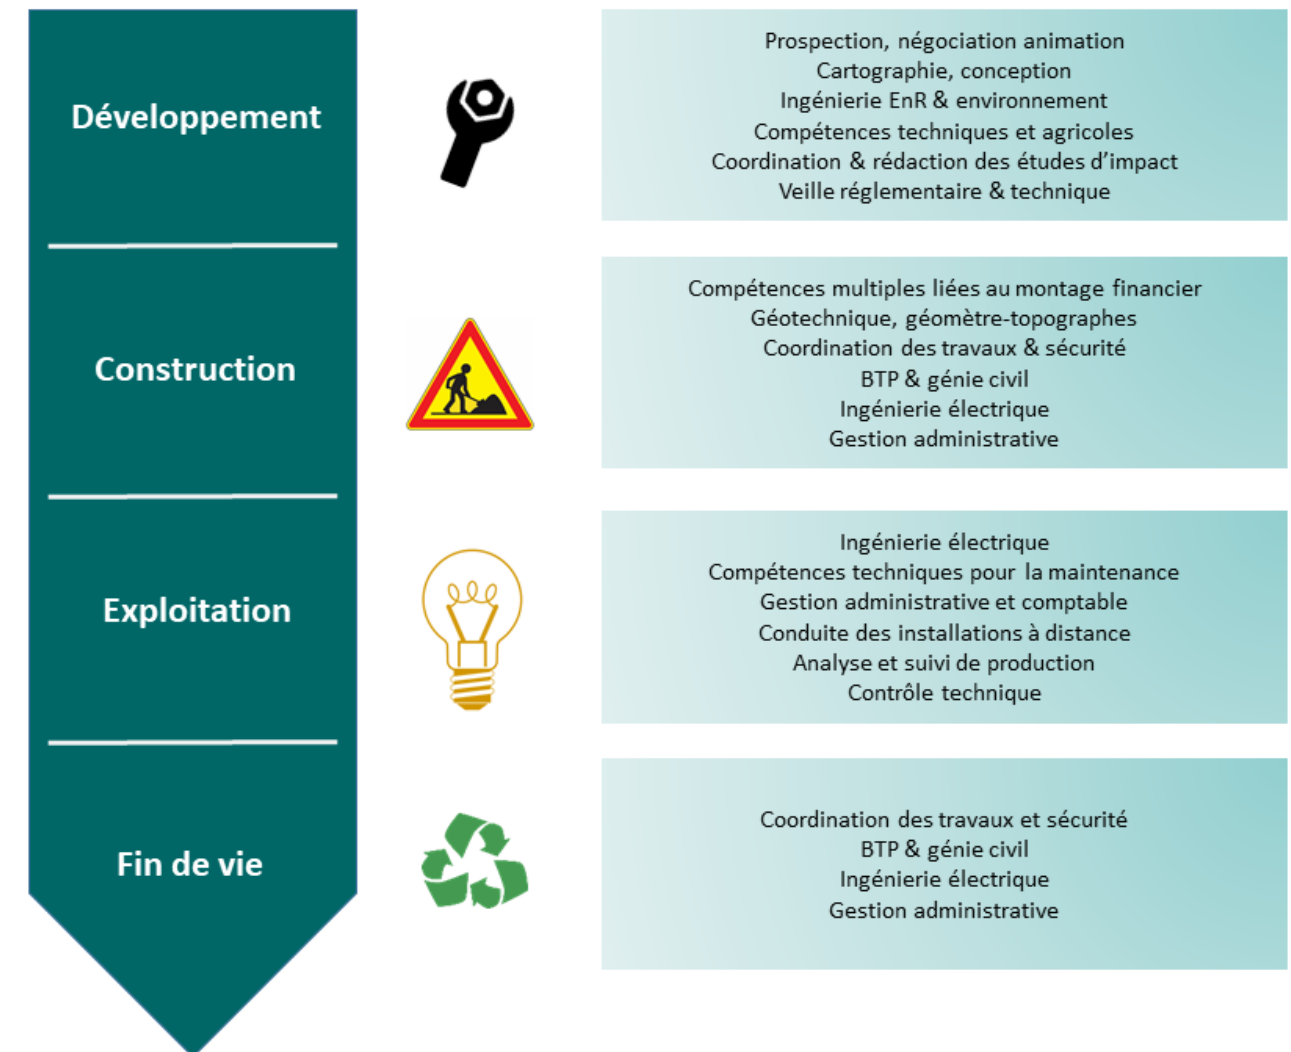 Développement
Prospection, négociation animation
Cartographie, conception
Ingénierie EnR & environnement
Compétences techniques et agricoles
Coordination & rédaction des études d'impact
Veille réglementaire & technique
Construction
Compétences multiples liées au montage financier
Géotechnique, géomètre-topographes
Coordination des travaux & sécurité
BTP & génie civil
Ingénierie électrique
Gestion administrative
Exploitation
Ingénierie électrique
Compétences techniques pour la maintenance
Gestion administrative et comptable
Conduite des installations à distance
Analyse et suivi de production
Contrôle technique
Fin de vie
Coordination des travaux et sécurité
BTP & génie civil
Ingénierie électrique
Gestion administrative